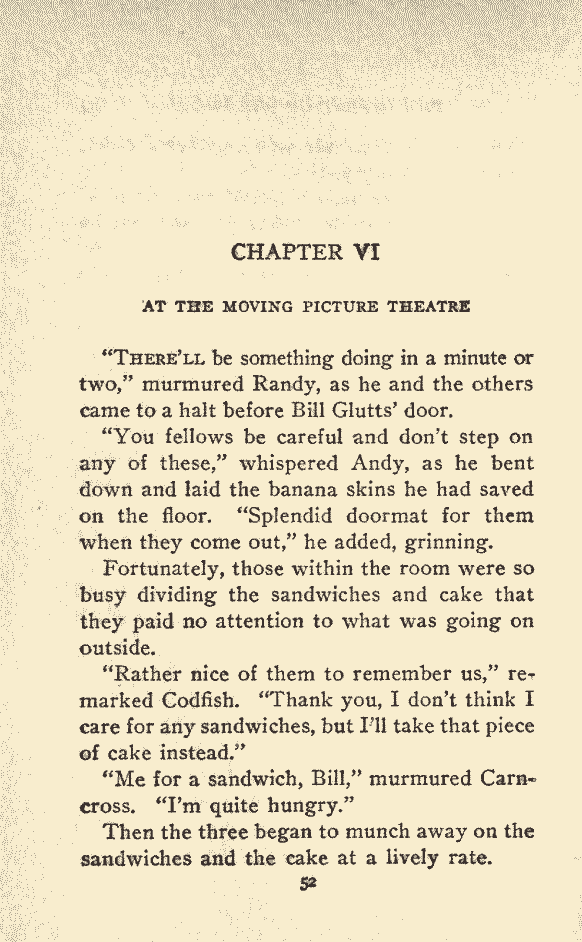 CHAPTER VI
AT THE MOVING PICTURE THEATRE
“THERE’LL be something doing in a minute or
two,” murmured Randy, as he and the others
came to a halt before Bill Glutts’ door.
“You fellows be careful and don’t step on
any of these,” whispered Andy, as he bent
down and laid the banana skins he had saved
on the floor. “Splendid doormat for them
when they come out,” he added, grinning.
Fortunately, those within the room were so
busy dividing the sandwiches and cake that
they paid no attention to what was going on
outside.
“Rather nice of them to remember us,” re-
marked Codfish. “Thank you, I don’t think I
care for any sandwiches, but I’ll take that piece
of cake instead.”
“Me for a sandwich, Bill,” murmured Carn-
cross. “I’m quite hungry.”
Then the three began to munch away on the
sandwiches and the cake at a lively rate.
52